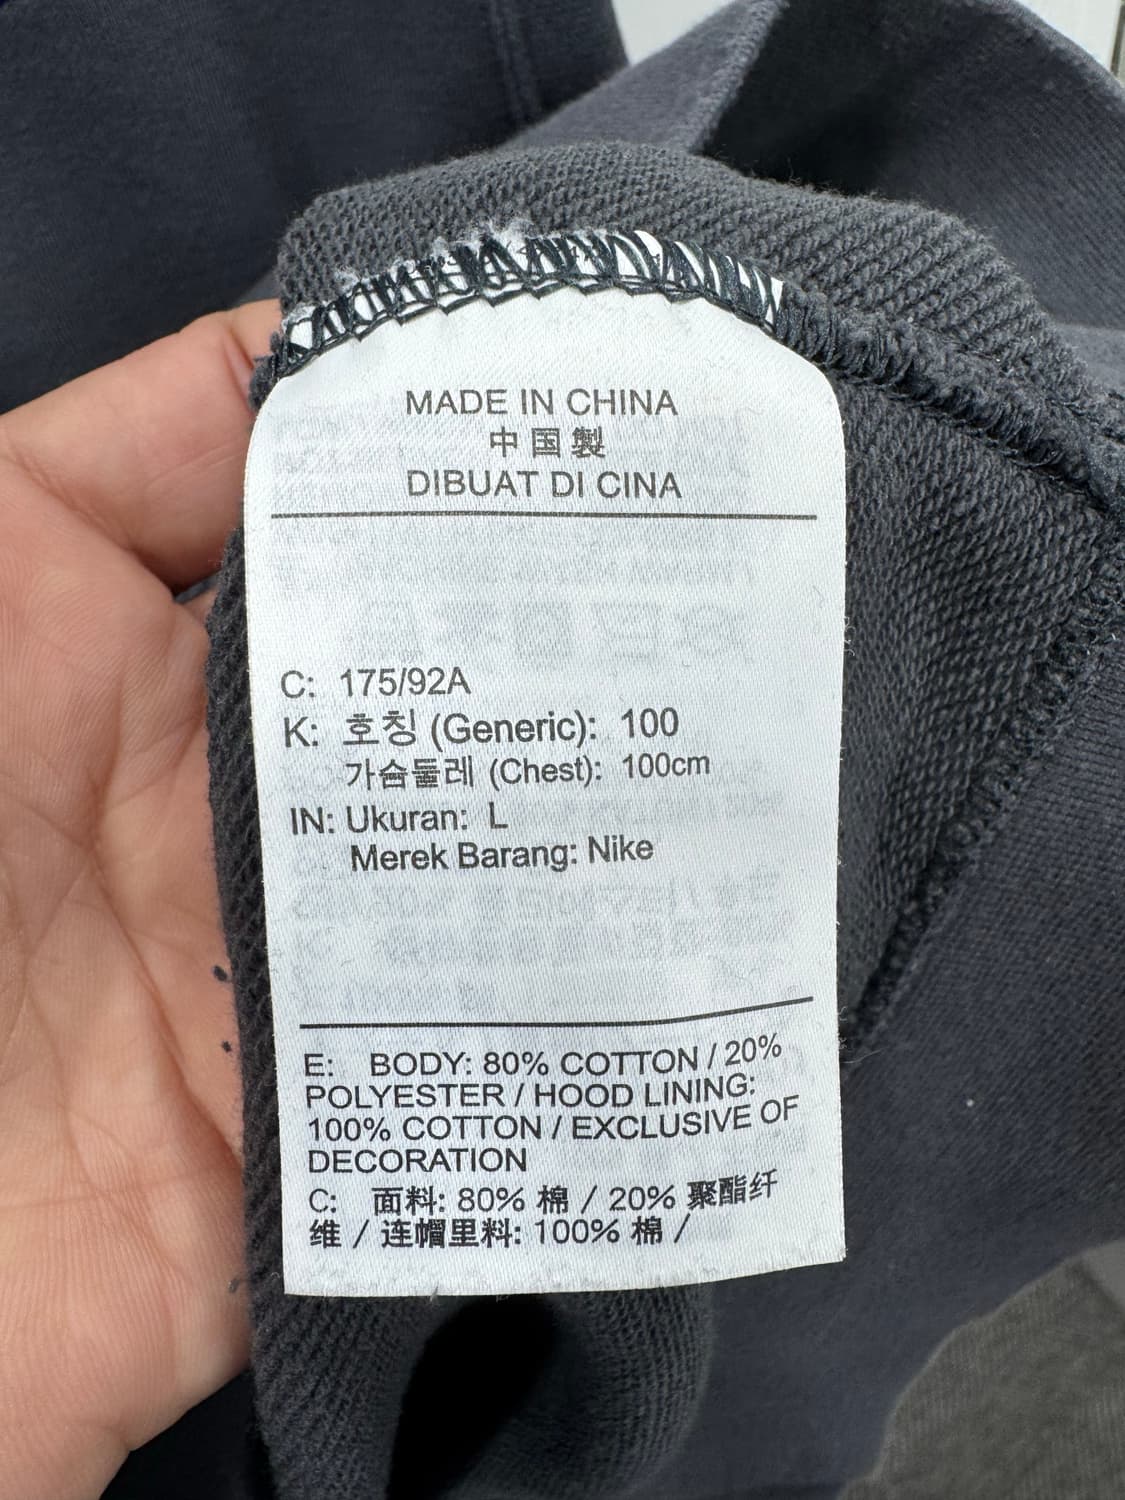 MADE IN CHINA
中国製
DIBUAT DI CINA
C: 175/92A
K: 호칭 (Generic): 100
가슴둘레 (Chest): 100cm
IN: Ukuran: L
Merek Barang: Nike
E: BODY: 80% COTTON / 20%
POLYESTER / HOOD LINING:
100% COTTON / EXCLUSIVE OF
DECORATION
C: 面料: 80% 棉 / 20% 聚酯纤
维 / 连帽里料: 100% 棉 /